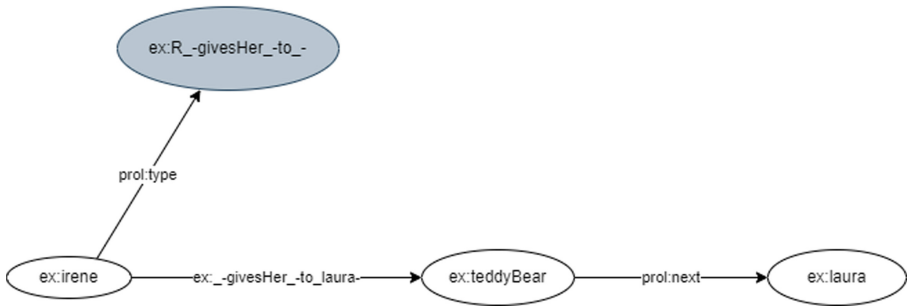 ex:R_-givesHer_-to_-
prol:type
ex:irene
ex:_-givesHer_-to_laura-
ex:teddyBear
prol:next
ex:laura